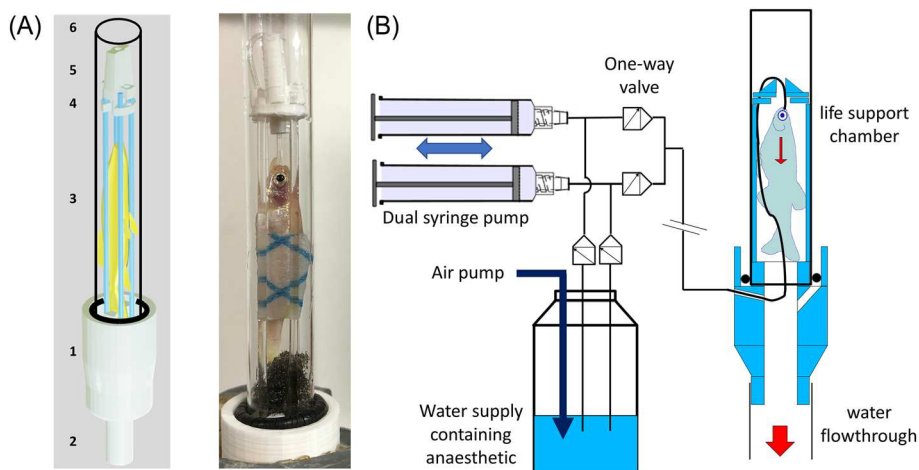 (A)
6
5
4
3
1
2
(B)
One-way
valve
Dual syringe pump
Air pump
Water supply
containing
anaesthetic
life support
chamber
water
flowthrough